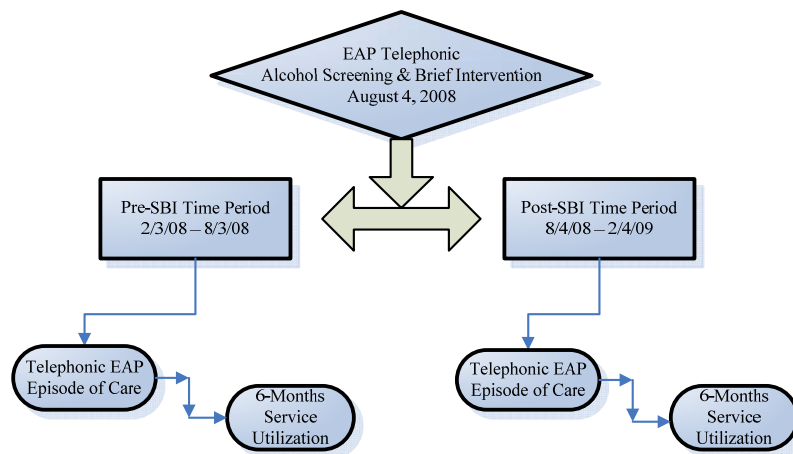 EAP Telephonic
Alcohol Screening & Brief Intervention
August 4, 2008
Pre-SBI Time Period
2/3/08 – 8/3/08
Post-SBI Time Period
8/4/08 – 2/4/09
Telephonic EAP
Episode of Care
6-Months
Service
Utilization
Telephonic EAP
Episode of Care
6-Months
Service
Utilization